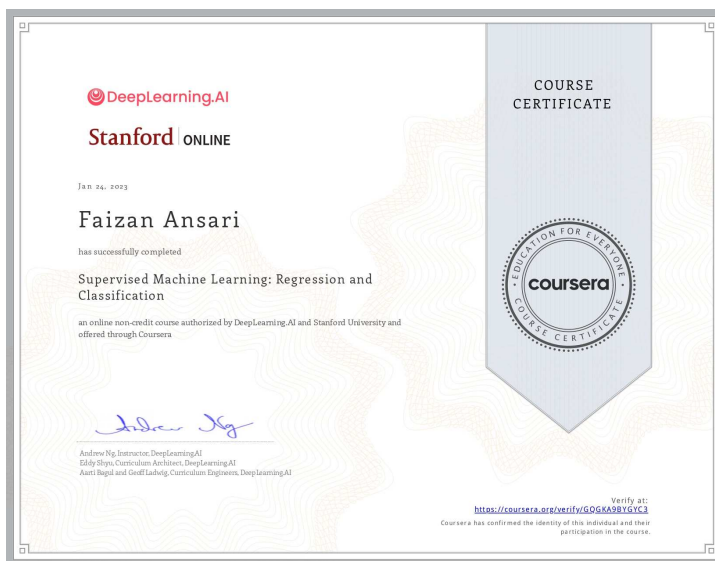 DeepLearning.AI
Stanford ONLINE
Jan 24, 2023
Faizan Ansari
has successfully completed
Supervised Machine Learning: Regression and
Classification
an online non-credit course authorized by DeepLearning.AI and Stanford University and
offered through Coursera
Andrew Ng
Andrew Ng, Instructor, DeepLearning.AI
Eddy Shyu, Curriculum Architect, DeepLearning.AI
Aarti Bagul and Geoff Ladwig, Curriculum Engineers, DeepLearning.AI
COURSE
CERTIFICATE
EDUCATION FOR EVERYONE
coursera
COURSE CERTIFICATE
Verify at:
https://coursera.org/verify/GQGKA9BYGYC3
Coursera has confirmed the identity of this individual and their
participation in the course.